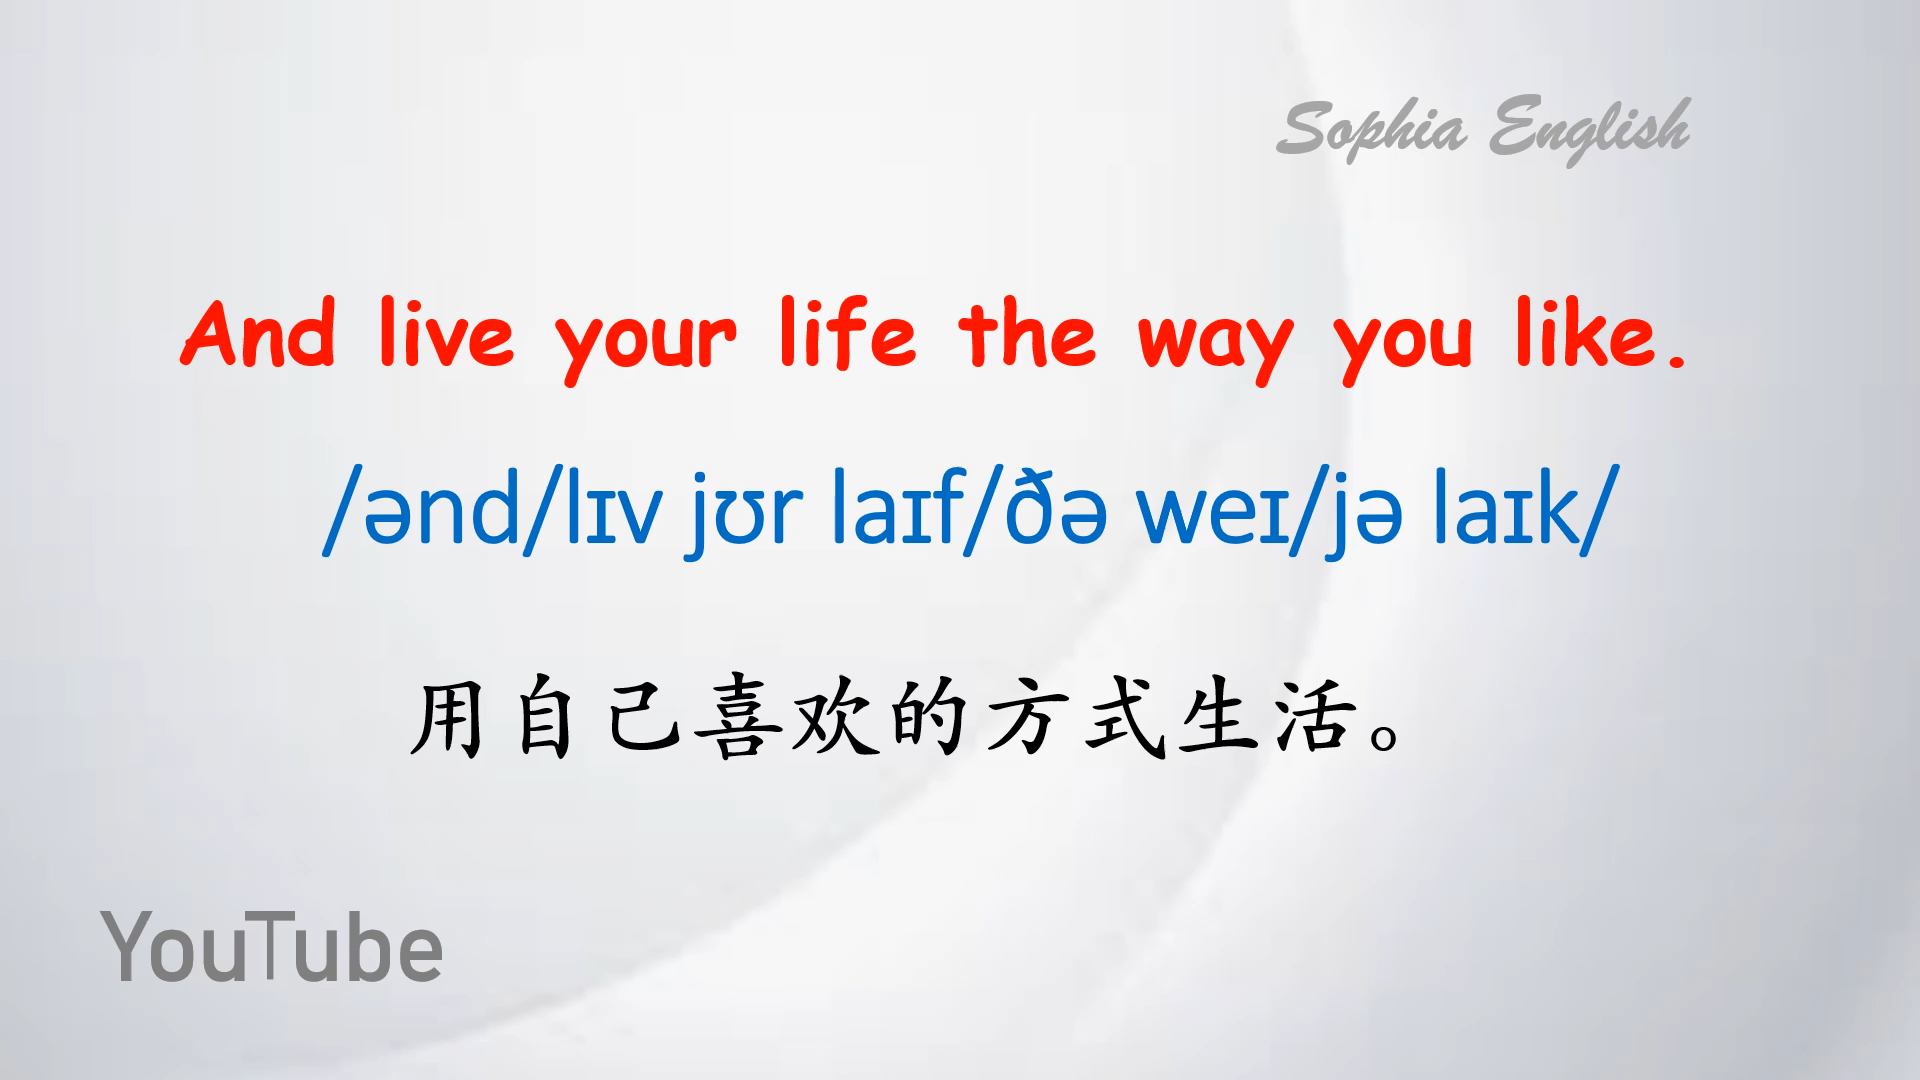 Sophia English
And live your life the way you like.
/ənd/lɪv jʊr laɪf/ðə weɪ/jə laɪk/
用自己喜欢的方式生活。
YouTube